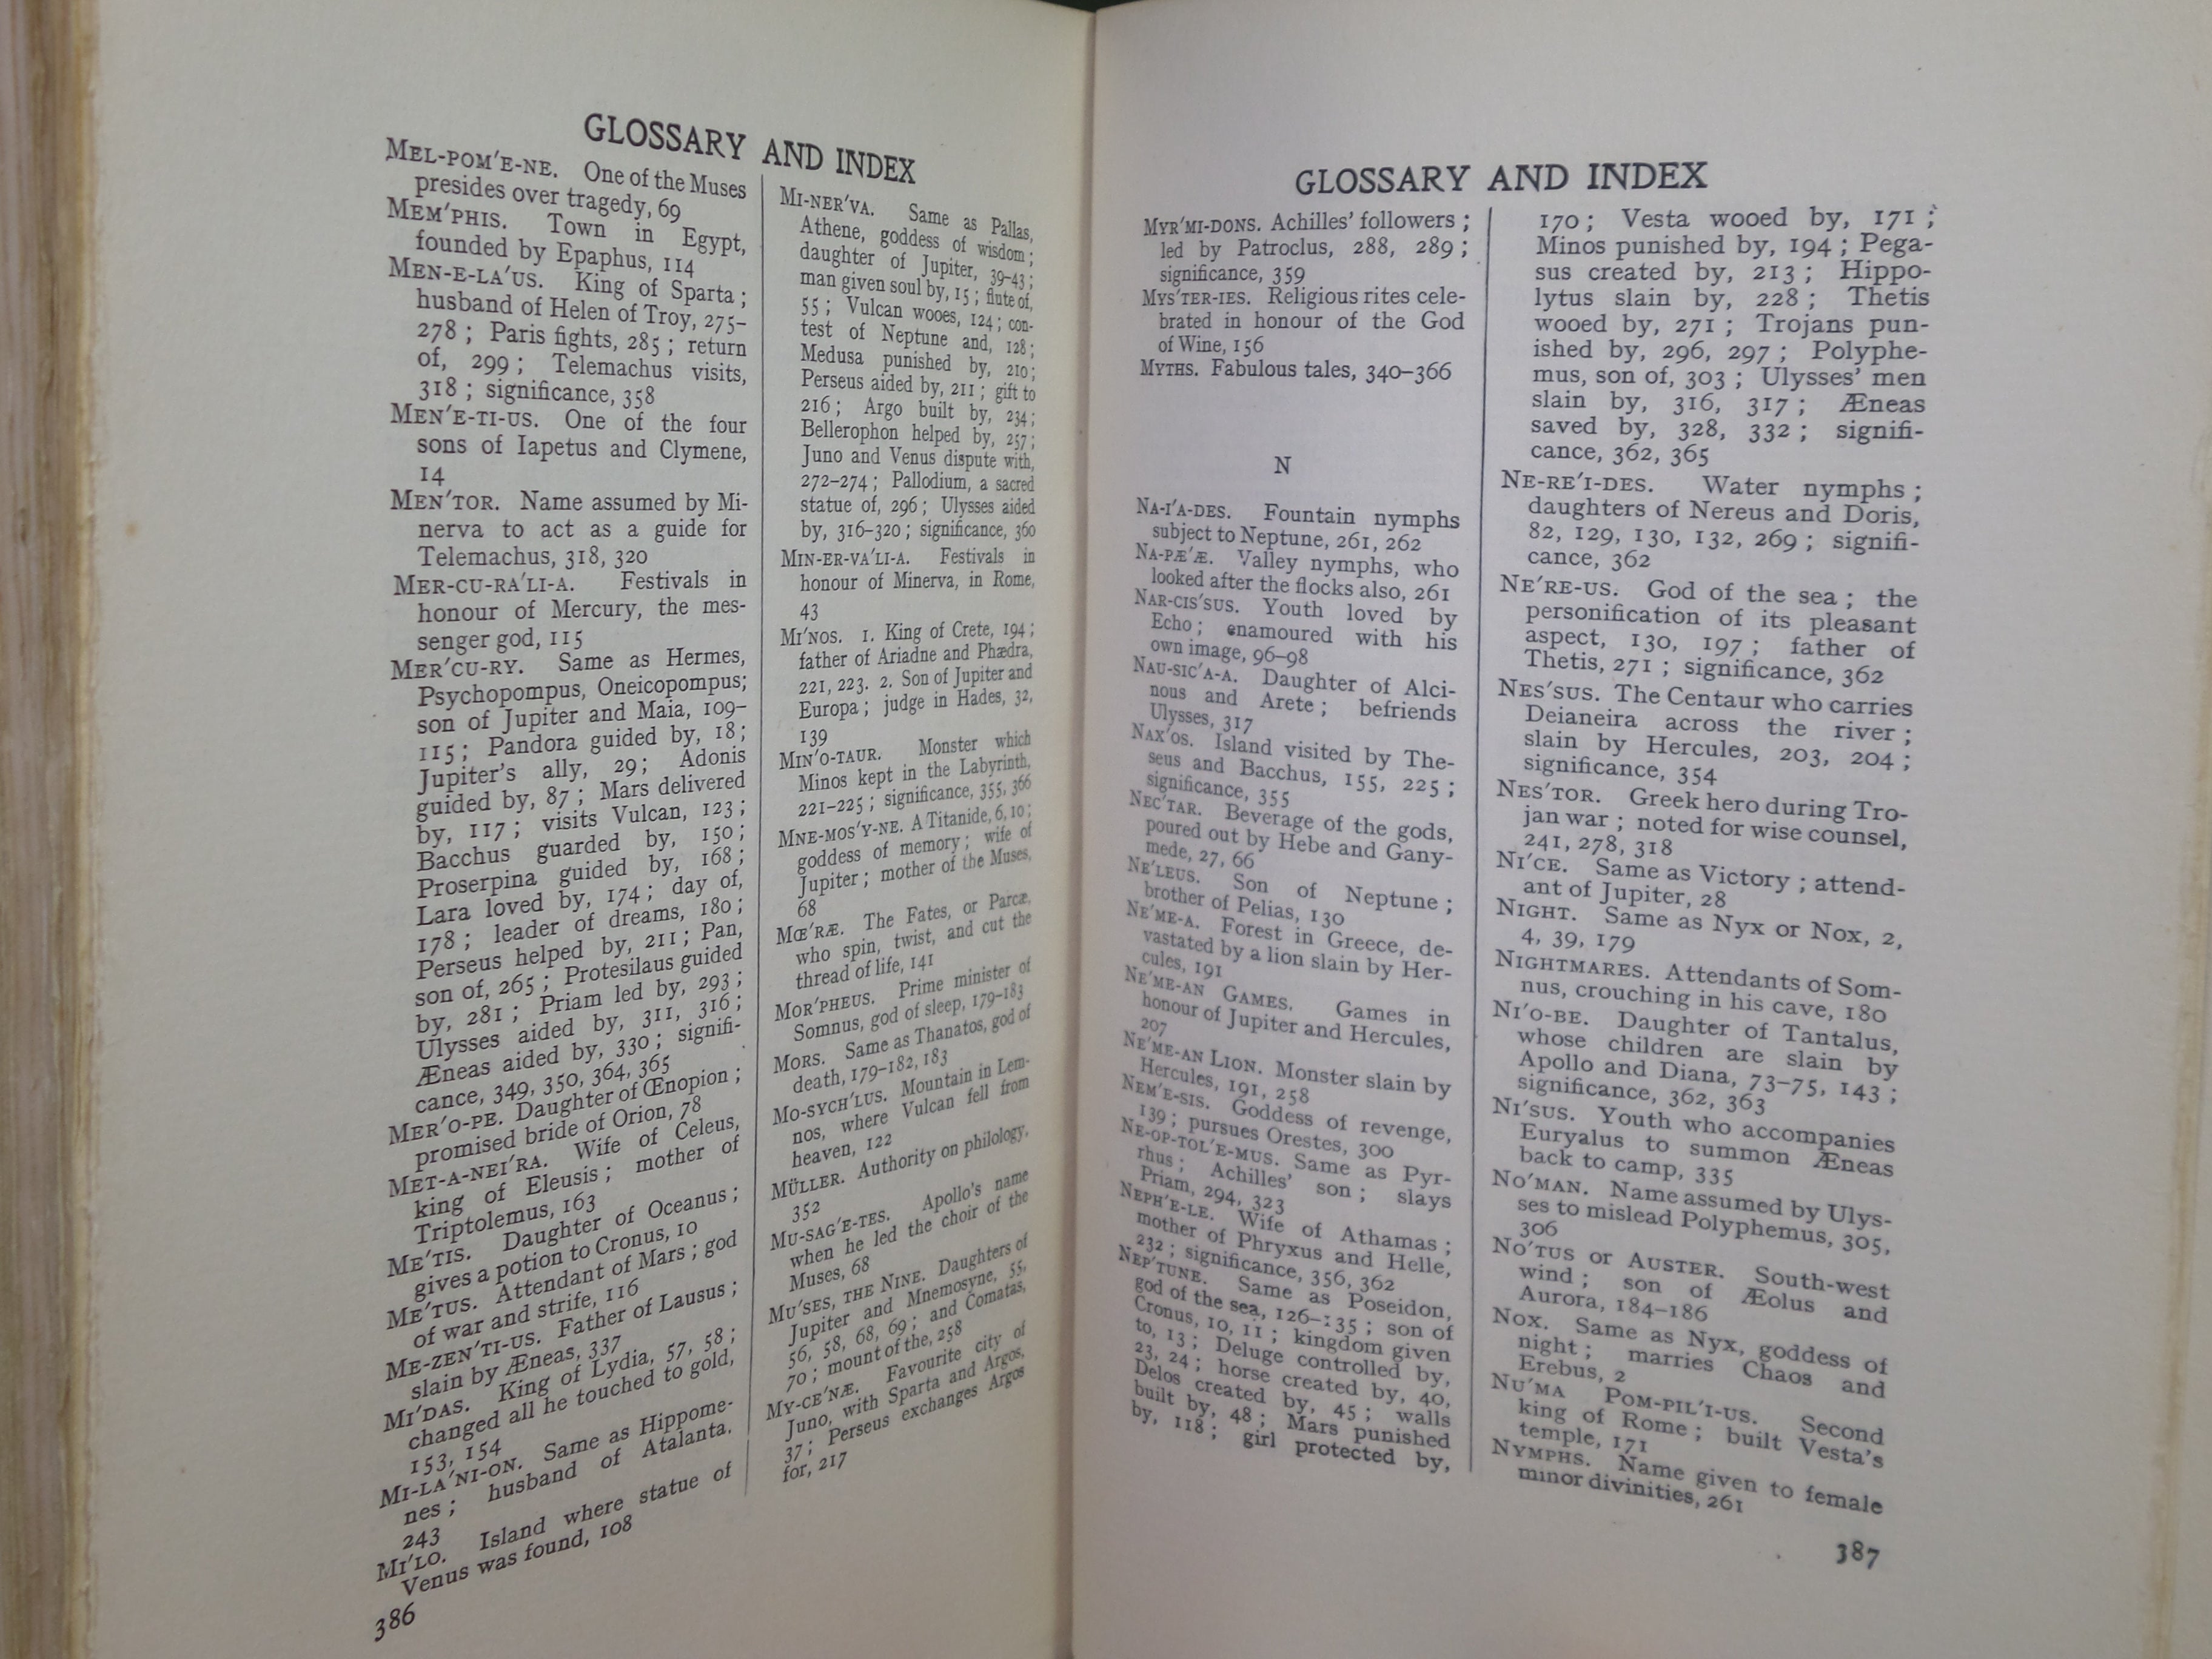 GLOSSARY AND INDEX
MEL-POM′E-NE. One of the Muses
presides over tragedy, 69
MEM′PHIS. Town in Egypt,
founded by Epaphus, 114
MEN-E-LA′US. King of Sparta ;
husband of Helen of Troy, 275–
278 ; Paris fights, 285 ; return
of, 299 ; Telemachus visits,
318 ; significance, 358
MEN′E-TI-US. One of the four
sons of Iapetus and Clymene,
14
MEN′TOR. Name assumed by Mi-
nerva to act as a guide for
Telemachus, 318, 320
MER-CU-RA′LI-A. Festivals in
honour of Mercury, the mes-
senger god, 115
MER′CU-RY. Same as Hermes,
Psychopompus, Oneicopompus;
son of Jupiter and Maia, 109–
115 ; Pandora guided by, 18 ;
Jupiter's ally, 29 ; Adonis
guided by, 87 ; Mars delivered
by, 117 ; visits Vulcan, 123 ;
Bacchus guarded by, 150 ;
Proserpina guided by, 168 ;
Lara loved by, 174 ; day of,
178 ; leader of dreams, 180 ;
Perseus helped by, 211 ; Pan,
son of, 265 ; Protesilaus guided
by, 281 ; Priam led by, 293 ;
Ulysses aided by, 311, 316 ;
Æneas aided by, 330 ; signifi-
cance, 349, 350, 364, 365
MER′O-PE. Daughter of Œnopion ;
promised bride of Orion, 78
MET-A-NEI′RA. Wife of Celeus,
king of Eleusis ; mother of
Triptolemus, 163
ME′TIS. Daughter of Oceanus ;
gives a potion to Cronus, 10
ME′TUS. Attendant of Mars ; god
of war and strife, 116
ME-ZEN′TI-US. Father of Lausus ;
slain by Æneas, 337
MI′DAS. King of Lydia, 57, 58 ;
changed all he touched to gold,
153, 154
MI-LA′NI-ON. Same as Hippome-
nes ; husband of Atalanta.
243
MI′LO. Island where statue of
Venus was found, 108
386
MI-NER′VA. Same as Pallas,
Athene, goddess of wisdom ;
daughter of Jupiter, 39–43 ;
man given soul by, 15 ; flute of,
55 ; Vulcan wooes, 124 ; con-
test of Neptune and, 128 ;
Medusa punished by, 210 ;
Perseus aided by, 211 ; gift to
216 ; Argo built by, 234 ;
Bellerophon helped by, 257 ;
Juno and Venus dispute with,
272–274 ; Pallodium, a sacred
statue of, 296 ; Ulysses aided
by, 316–320 ; significance, 360
MIN-ER-VA′LI-A. Festivals in
honour of Minerva, in Rome,
43
MI′NOS. 1. King of Crete, 194 ;
father of Ariadne and Phædra,
221, 223. 2. Son of Jupiter and
Europa ; judge in Hades, 32,
139
MIN′O-TAUR. Monster which
Minos kept in the Labyrinth,
221–225 ; significance, 355, 366
MNE-MOS′Y-NE. A Titanide, 6, 10 ;
goddess of memory ; wife of
Jupiter ; mother of the Muses,
68
MŒ′RÆ. The Fates, or Parcæ,
who spin, twist, and cut the
thread of life, 141
MOR′PHEUS. Prime minister of
Somnus, god of sleep, 179–183
MORS. Same as Thanatos, god of
death, 179–182, 183
MO-SYCH′LUS. Mountain in Lem-
nos, where Vulcan fell from
heaven, 122
MÜLLER. Authority on philology,
352
MU-SAG′E-TES. Apollo's name
when he led the choir of the
Muses, 68
MU′SES, THE NINE. Daughters of
Jupiter and Mnemosyne, 55,
56, 58, 68, 69 ; and Comatas,
70 ; mount of the, 258
MY-CE′NÆ. Favourite city of
Juno, with Sparta and Argos,
37 ; Perseus exchanges Argos
for, 217
GLOSSARY AND INDEX
MYR′MI-DONS. Achilles' followers ;
led by Patroclus, 288, 289 ;
significance, 359
MYS′TER-IES. Religious rites cele-
brated in honour of the God
of Wine, 156
MYTHS. Fabulous tales, 340–366
N
NA-I′A-DES. Fountain nymphs
subject to Neptune, 261, 262
NA-PÆ′Æ. Valley nymphs, who
looked after the flocks also, 261
NAR-CIS′SUS. Youth loved by
Echo ; enamoured with his
own image, 96–98
NAU-SIC′A-A. Daughter of Alci-
nous and Arete ; befriends
Ulysses, 317
NAX′OS. Island visited by The-
seus and Bacchus, 155, 225 ;
significance, 355
NEC′TAR. Beverage of the gods,
poured out by Hebe and Gany-
mede, 27, 66
NE′LEUS. Son of Neptune ;
brother of Pelias, 130
NE′ME-A. Forest in Greece, de-
vastated by a lion slain by Her-
cules, 191
NE′ME-AN GAMES. Games in
honour of Jupiter and Hercules,
207
NE′ME-AN LION. Monster slain by
Hercules, 191, 258
NEM′E-SIS. Goddess of revenge,
139 ; pursues Orestes, 300
NE-OP-TOL′E-MUS. Same as Pyr-
rhus ; Achilles' son ; slays
Priam, 294, 323
NEPH′E-LE. Wife of Athamas ;
mother of Phryxus and Helle,
232 ; significance, 356, 362
NEP′TUNE. Same as Poseidon,
god of the sea, 126–135 ; son of
Cronus, 10, 11 ; kingdom given
to, 13 ; Deluge controlled by,
23, 24 ; horse created by, 40,
Delos created by, 45 ; walls
built by, 48 ; Mars punished
by, 118 ; girl protected by,
170 ; Vesta wooed by, 171 ;
Minos punished by, 194 ; Pega-
sus created by, 213 ; Hippo-
lytus slain by, 228 ; Thetis
wooed by, 271 ; Trojans pun-
ished by, 296, 297 ; Polyphe-
mus, son of, 303 ; Ulysses' men
slain by, 316, 317 ; Æneas
saved by, 328, 332 ; signifi-
cance, 362, 365
NE-RE′I-DES. Water nymphs ;
daughters of Nereus and Doris,
82, 129, 130, 132, 269 ; signifi-
cance, 362
NE′RE-US. God of the sea ; the
personification of its pleasant
aspect, 130, 197 ; father of
Thetis, 271 ; significance, 362
NES′SUS. The Centaur who carries
Deianeira across the river ;
slain by Hercules, 203, 204 ;
significance, 354
NES′TOR. Greek hero during Tro-
jan war ; noted for wise counsel,
241, 278, 318
NI′CE. Same as Victory ; attend-
ant of Jupiter, 28
NIGHT. Same as Nyx or Nox, 2,
4, 39, 179
NIGHTMARES. Attendants of Som-
nus, crouching in his cave, 180
NI′O-BE. Daughter of Tantalus,
whose children are slain by
Apollo and Diana, 73–75, 143 ;
significance, 362, 363
NI′SUS. Youth who accompanies
Euryalus to summon Æneas
back to camp, 335
NO′MAN. Name assumed by Ulys-
ses to mislead Polyphemus, 305,
306
NO′TUS or AUSTER. South-west
wind ; son of Æolus and
Aurora, 184–186
NOX. Same as Nyx, goddess of
night ; marries Chaos and
Erebus, 2
NU′MA POM-PIL′I-US. Second
king of Rome ; built Vesta's
temple, 171
NYMPHS. Name given to female
minor divinities, 261
387